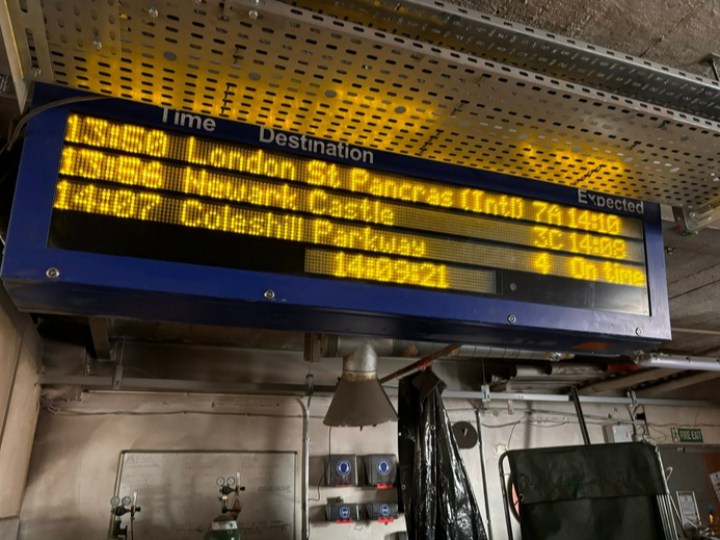 Time Destination Expected
13:50 London St Pancras (Intl) 7A 14:10
13:56 Newark Castle 3C 14:08
14:07 Coleshill Parkway 4 On time
14:09:21
FIRE EXIT